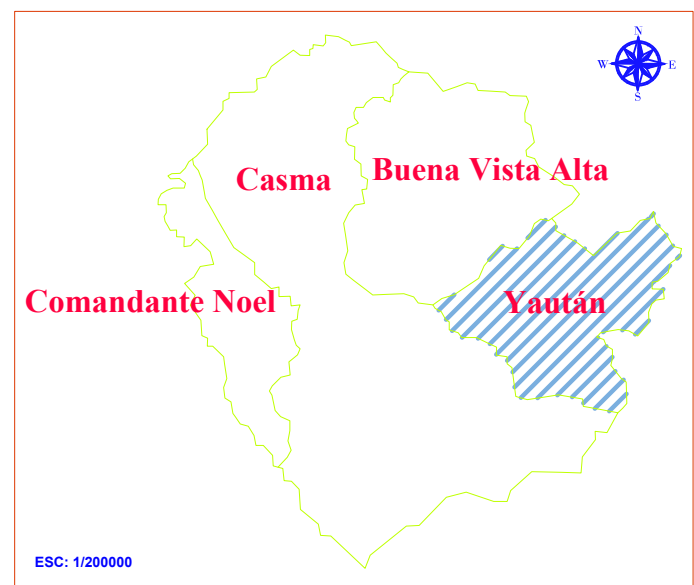 N
W
E
S
Buena Vista Alta
Casma
Comandante Noel
Yaután
ESC: 1/200000